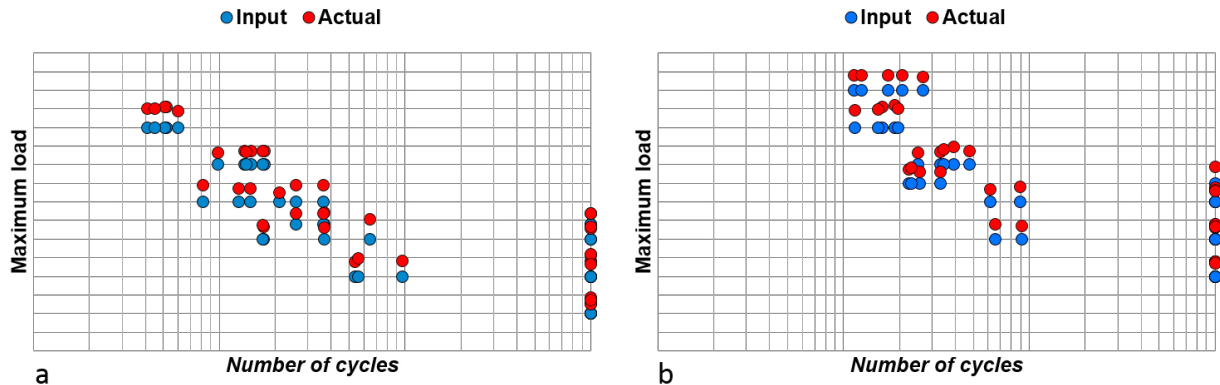 Input Actual
Maximum load
Number of cycles
a
Input Actual
Maximum load
Number of cycles
b